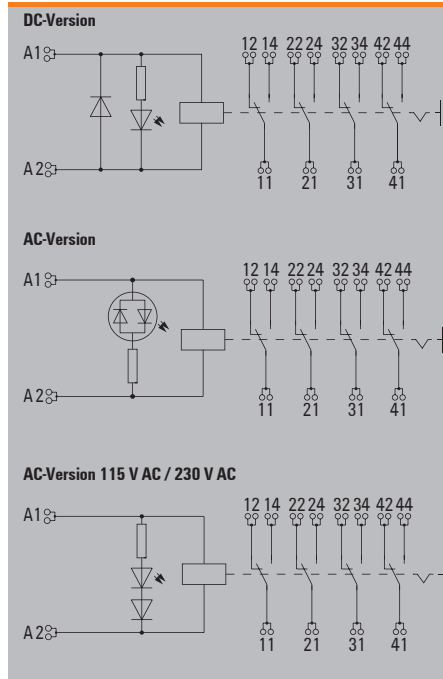 DC-Version
A1
12 14 22 24 32 34 42 44
A2
11 21 31 41
AC-Version
A1
12 14 22 24 32 34 42 44
A2
11 21 31 41
AC-Version 115 V AC / 230 V AC
A1
12 14 22 24 32 34 42 44
A2
11 21 31 41